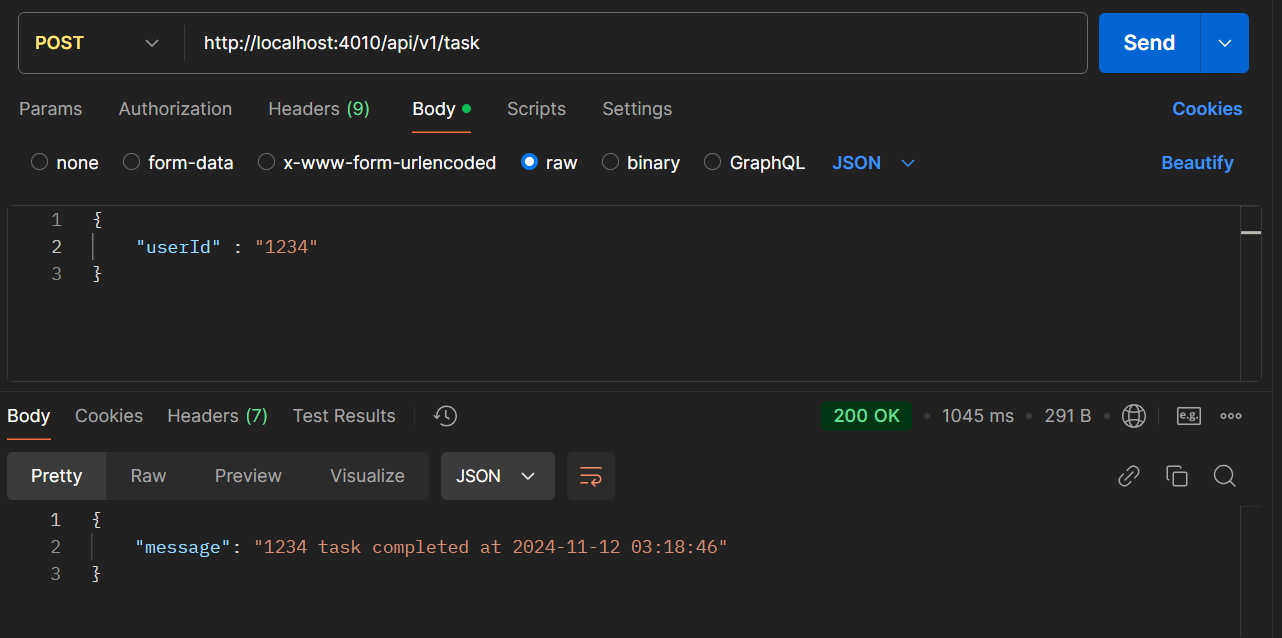 POST http://localhost:4010/api/v1/task Send
Params Authorization Headers (9) Body Scripts Settings Cookies
none form-data x-www-form-urlencoded raw binary GraphQL JSON Beautify
1 {
2 "userId" : "1234"
3 }
Body Cookies Headers (7) Test Results 200 OK 1045 ms 291 B e.g.
Pretty Raw Preview Visualize JSON
1 {
2 "message": "1234 task completed at 2024-11-12 03:18:46"
3 }